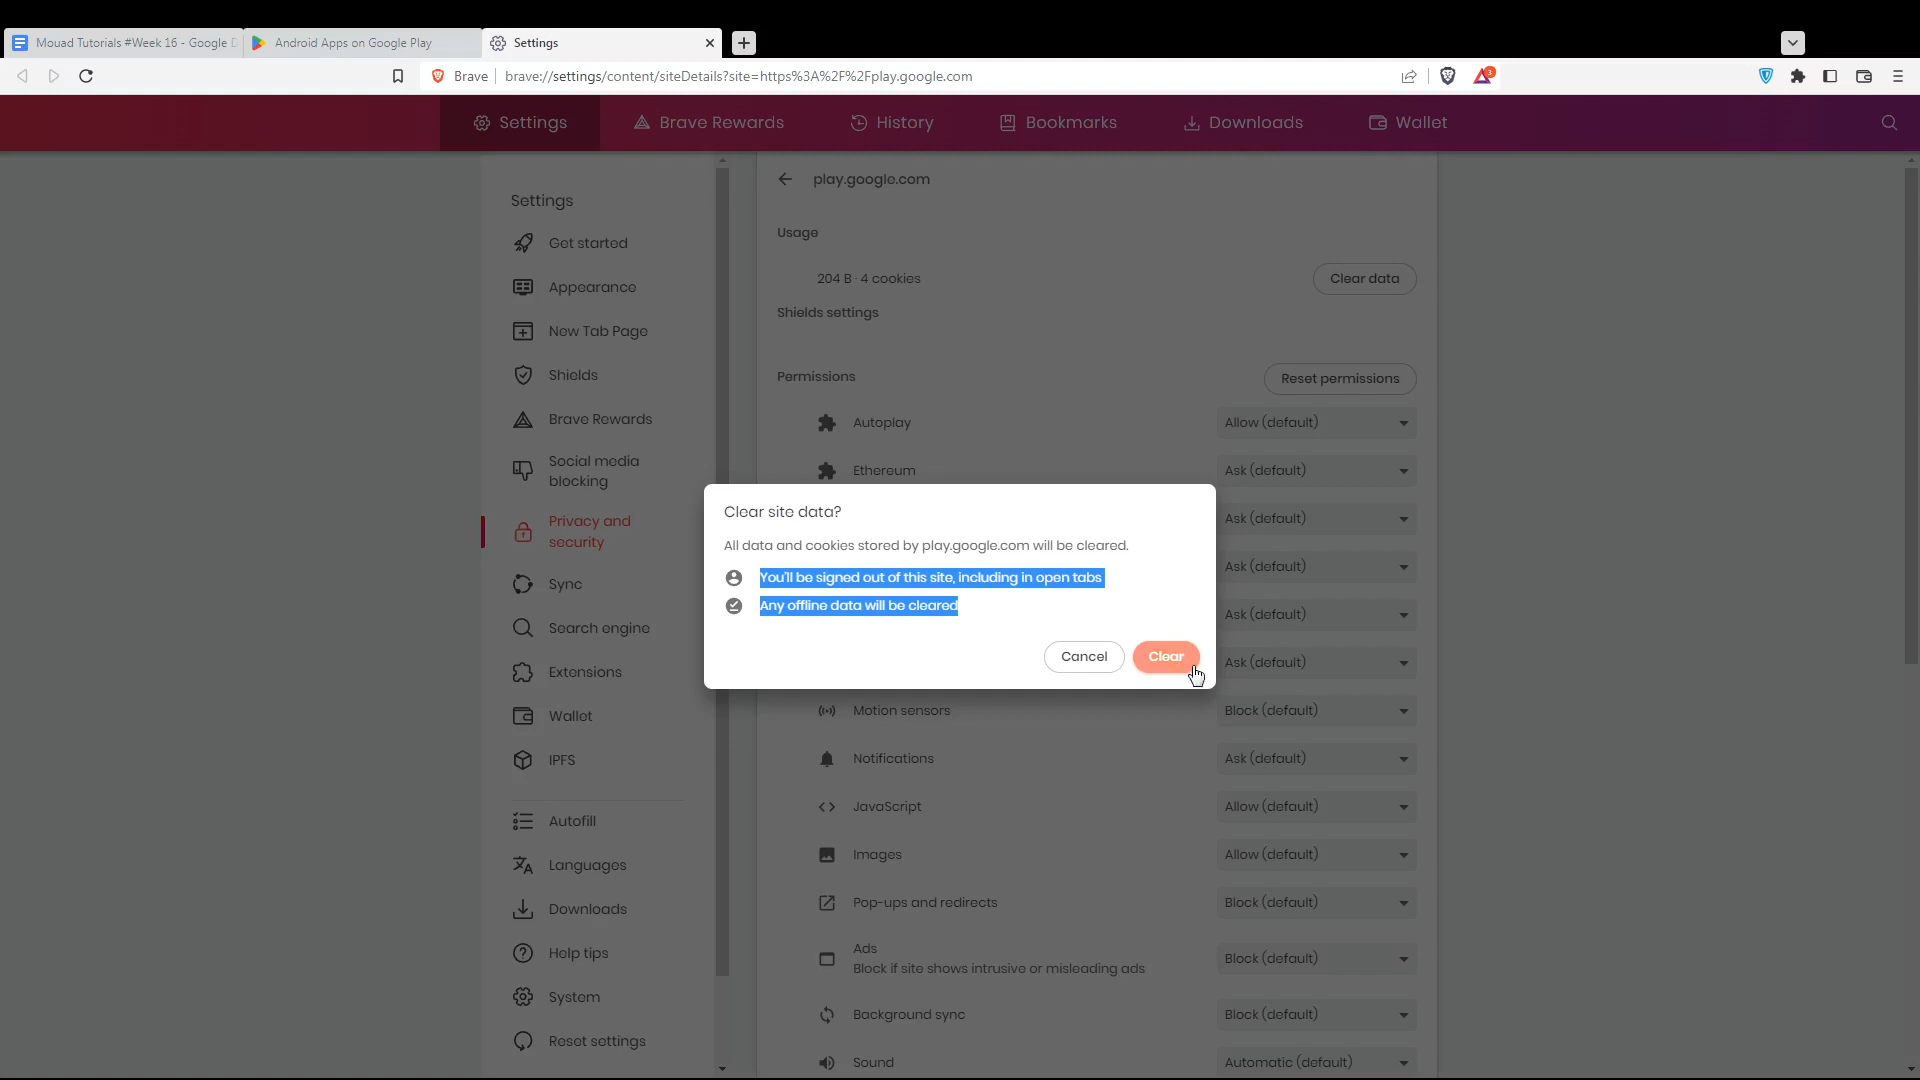 Mouad Tutorials #Week 16 - Google D
Android Apps on Google Play
Settings
Brave
brave://settings/content/siteDetails?site=https%3A%2F%2Fplay.google.com
3
Settings
Brave Rewards
History
Bookmarks
Downloads
Wallet
Settings
Get started
Appearance
New Tab Page
Shields
Brave Rewards
Social media
blocking
Privacy and
security
Sync
Search engine
Extensions
Wallet
IPFS
Autofill
Languages
Downloads
Help tips
System
Reset settings
play.google.com
Usage
204 B · 4 cookies
Clear data
Shields settings
Permissions
Reset permissions
Autoplay
Allow (default)
Ethereum
Ask (default)
Ask (default)
Ask (default)
Ask (default)
Ask (default)
Clear site data?
All data and cookies stored by play.google.com will be cleared.
You'll be signed out of this site, including in open tabs
Any offline data will be cleared
Cancel
Clear
Motion sensors
Block (default)
Notifications
Ask (default)
JavaScript
Allow (default)
Images
Allow (default)
Pop-ups and redirects
Block (default)
Ads
Block if site shows intrusive or misleading ads
Block (default)
Background sync
Block (default)
Sound
Automatic (default)